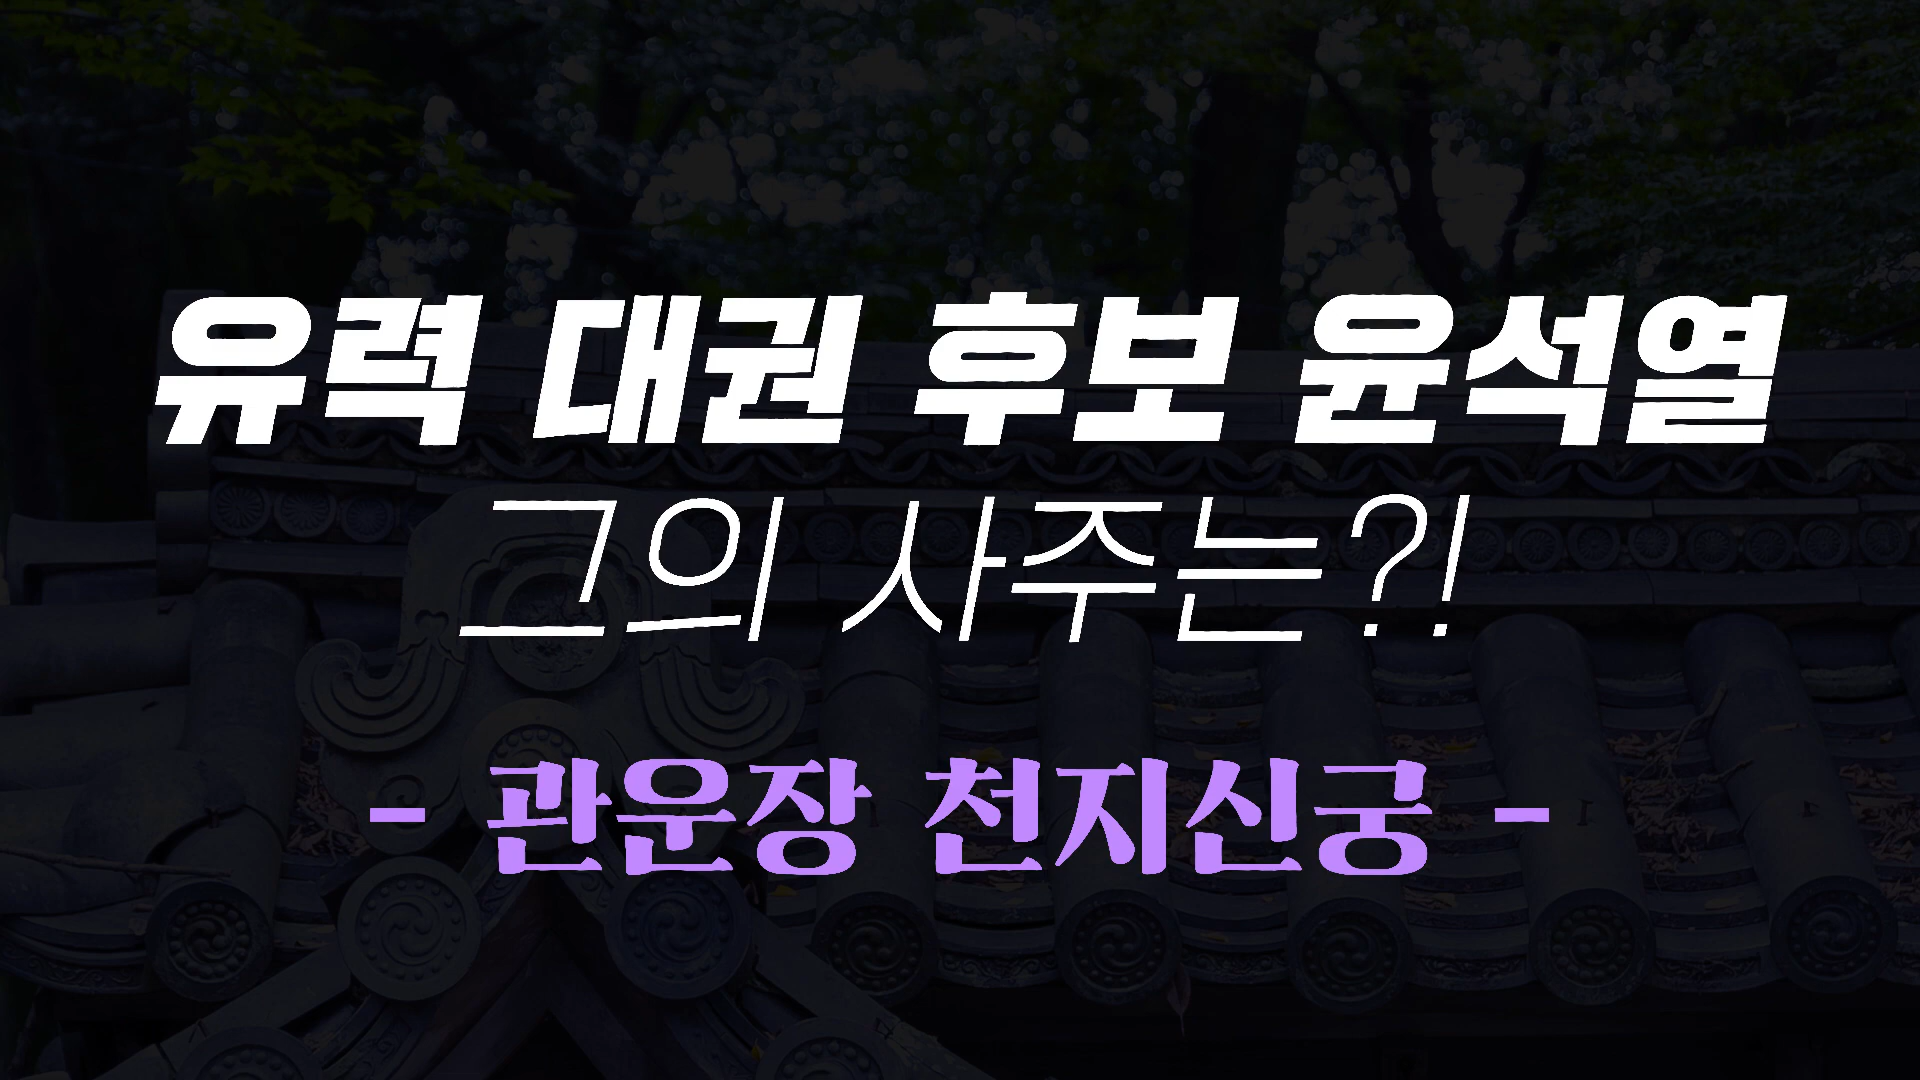 유력 대권 후보 윤석열
그의 사주는?!
- 관운장 천지신궁 -